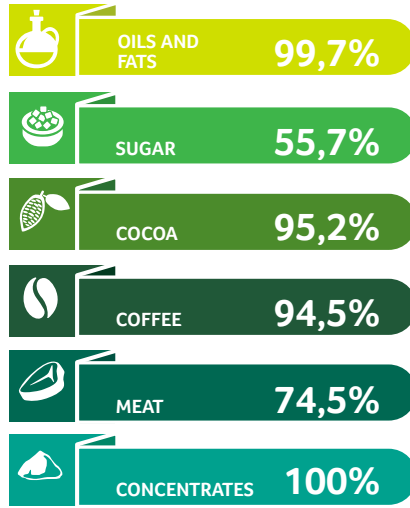 OILS AND
FATS
99,7%
SUGAR
55,7%
COCOA
95,2%
COFFEE
94,5%
MEAT
74,5%
CONCENTRATES
100%